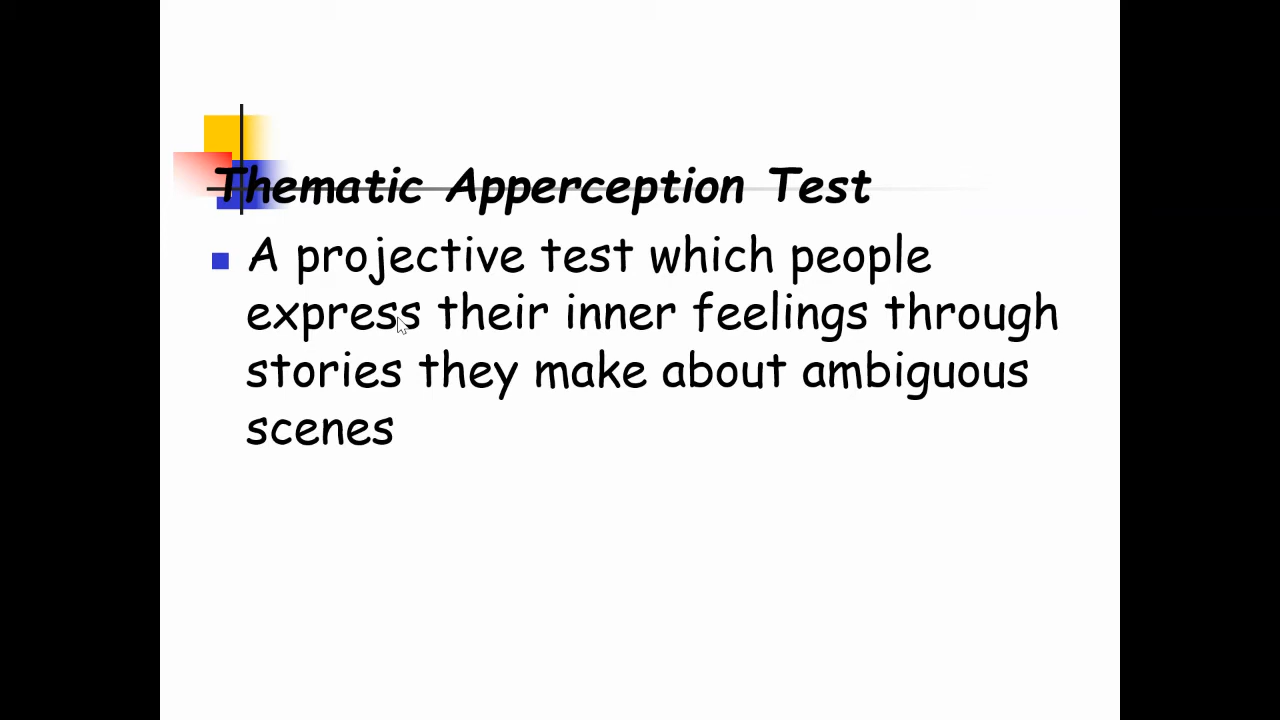 Thematic Apperception Test
A projective test which people
express their inner feelings through
stories they make about ambiguous
scenes